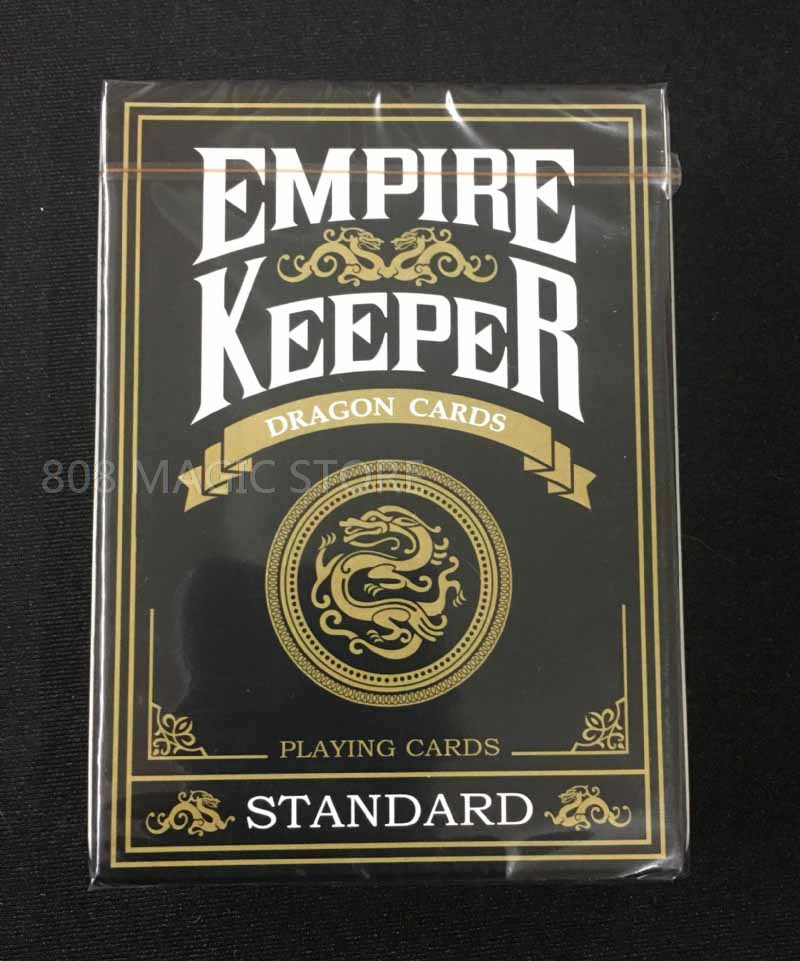 EMPIRE
KEEPER
DRAGON CARDS
808 MAGIC STORE
PLAYING CARDS
STANDARD